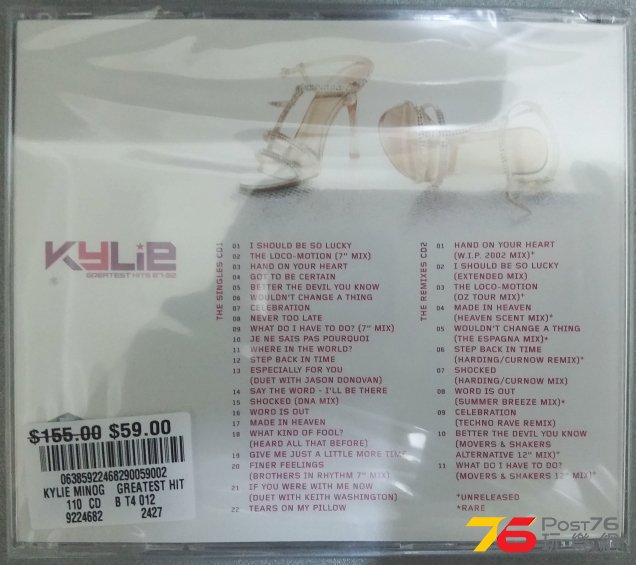 KYLIE
GREATEST HITS 87-92
THE SINGLES CD1
01 I SHOULD BE SO LUCKY
02 THE LOCO-MOTION (7" MIX)
03 HAND ON YOUR HEART
04 GOT TO BE CERTAIN
05 BETTER THE DEVIL YOU KNOW
06 WOULDN'T CHANGE A THING
07 CELEBRATION
08 NEVER TOO LATE
09 WHAT DO I HAVE TO DO? (7" MIX)
10 JE NE SAIS PAS POURQUOI
11 WHERE IN THE WORLD?
12 STEP BACK IN TIME
13 ESPECIALLY FOR YOU
(DUET WITH JASON DONOVAN)
14 SAY THE WORD - I'LL BE THERE
15 SHOCKED (DNA MIX)
16 WORD IS OUT
17 MADE IN HEAVEN
18 WHAT KIND OF FOOL?
(HEARD ALL THAT BEFORE)
19 GIVE ME JUST A LITTLE MORE TIME
20 FINER FEELINGS
(BROTHERS IN RHYTHM 7" MIX)
21 IF YOU WERE WITH ME NOW
(DUET WITH KEITH WASHINGTON)
22 TEARS ON MY PILLOW
THE REMIXES CD2
01 HAND ON YOUR HEART
(W.I.P. 2002 MIX)⁺
02 I SHOULD BE SO LUCKY
(EXTENDED MIX)
03 THE LOCO-MOTION
(OZ TOUR MIX)⁺
04 MADE IN HEAVEN
(HEAVEN SCENT MIX)*
05 WOULDN'T CHANGE A THING
(THE ESPAGNA MIX)*
06 STEP BACK IN TIME
(HARDING/CURNOW REMIX)⁺
07 SHOCKED
(HARDING/CURNOW MIX)
08 WORD IS OUT
(SUMMER BREEZE MIX)*
09 CELEBRATION
(TECHNO RAVE REMIX)
10 BETTER THE DEVIL YOU KNOW
(MOVERS & SHAKERS
ALTERNATIVE 12" MIX)⁺
11 WHAT DO I HAVE TO DO?
(MOVERS & SHAKERS 12" MIX)⁺
⁺UNRELEASED
*RARE
$155.00 $59.00
06385922468290059002
KYLIE MINOG GREATEST HIT
110 CD B T4 012
9224682 2427
76 Post76
玩樂網